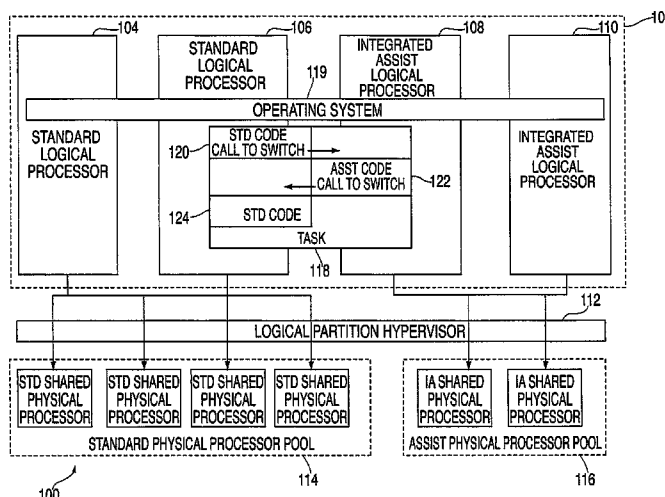 104
106
108
110
10
STANDARD
LOGICAL
PROCESSOR
INTEGRATED
ASSIST
LOGICAL
PROCESSOR
119
OPERATING SYSTEM
STANDARD
LOGICAL
PROCESSOR
120
STD CODE
CALL TO SWITCH
ASST CODE
CALL TO SWITCH
122
INTEGRATED
ASSIST
LOGICAL
PROCESSOR
124
STD CODE
TASK
118
112
LOGICAL PARTITION HYPERVISOR
STD SHARED
PHYSICAL
PROCESSOR
STD SHARED
PHYSICAL
PROCESSOR
STD SHARED
PHYSICAL
PROCESSOR
STD SHARED
PHYSICAL
PROCESSOR
IA SHARED
PHYSICAL
PROCESSOR
IA SHARED
PHYSICAL
PROCESSOR
STANDARD PHYSICAL PROCESSOR POOL
ASSIST PHYSICAL PROCESSOR POOL
100
114
116